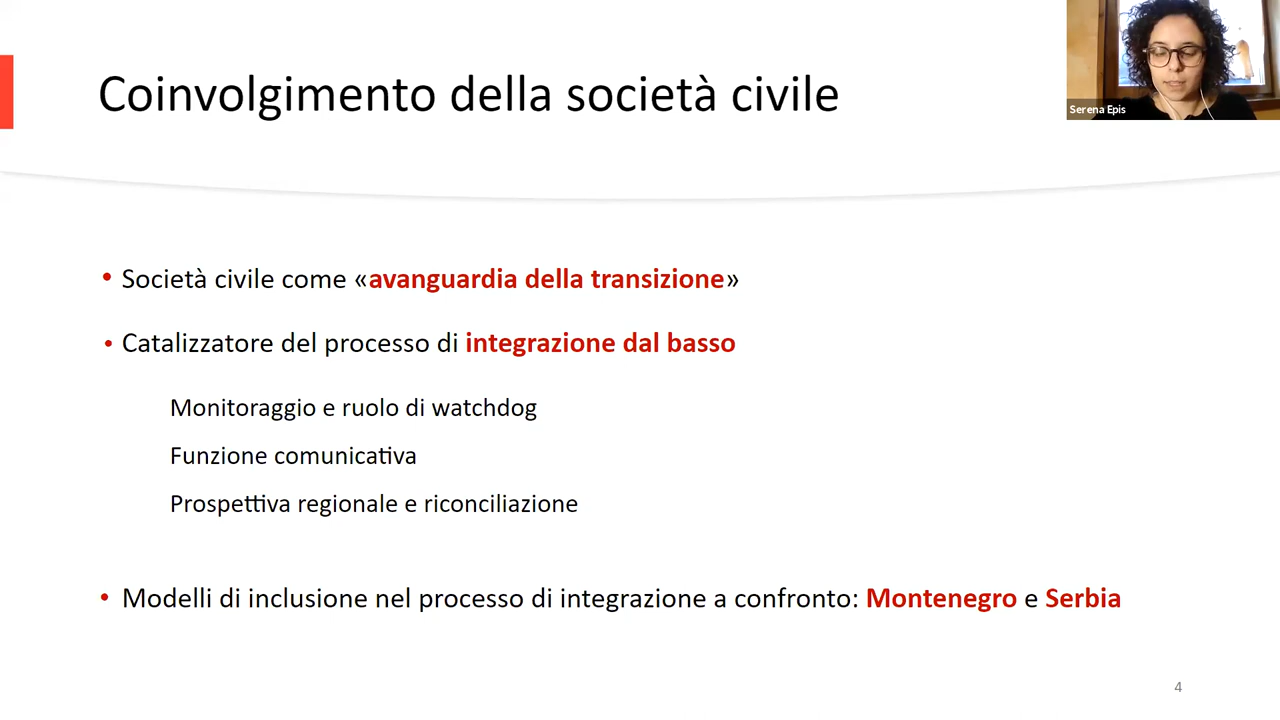 Coinvolgimento della società civile
Serena Epis
• Società civile come «avanguardia della transizione»
• Catalizzatore del processo di integrazione dal basso
Monitoraggio e ruolo di watchdog
Funzione comunicativa
Prospettiva regionale e riconciliazione
• Modelli di inclusione nel processo di integrazione a confronto: Montenegro e Serbia
4